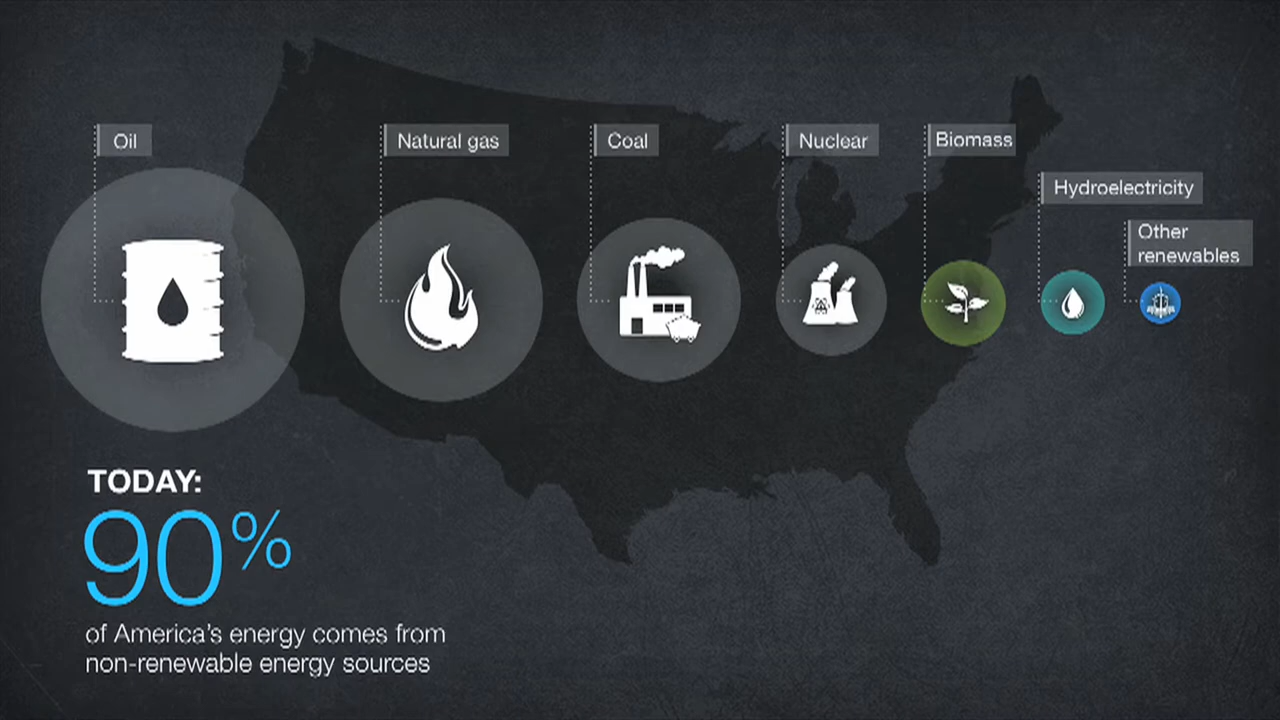 Oil
Natural gas
Coal
Nuclear
Biomass
Hydroelectricity
Other
renewables
TODAY:
90%
of America's energy comes from
non-renewable energy sources